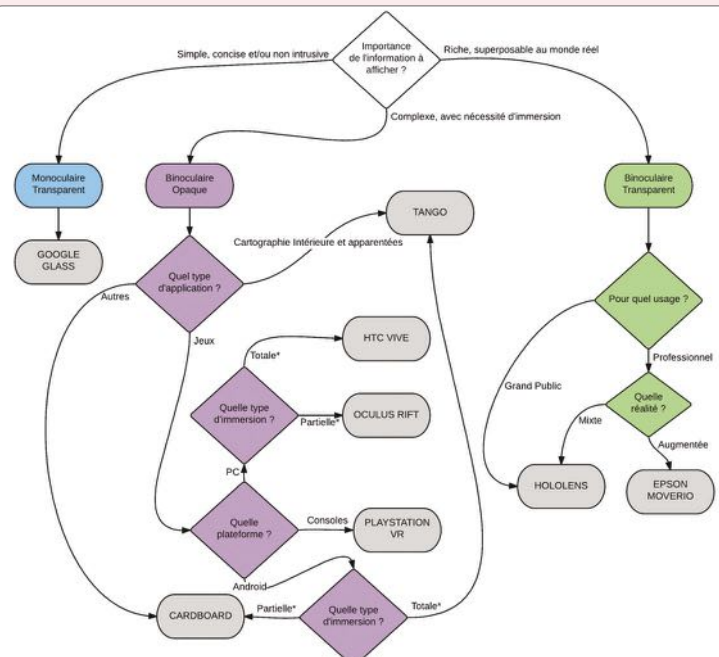 Importance
de l'information à
afficher ?
Simple, concise et/ou non intrusive
Riche, superposable au monde réel
Complexe, avec nécessité d'immersion
Monoculaire
Transparent
Binoculaire
Opaque
Binoculaire
Transparent
TANGO
GOOGLE
GLASS
Cartographie Intérieure et apparentées
Quel type
d'application ?
Autres
Pour quel usage ?
Jeux
HTC VIVE
Totale*
Professionnel
Grand Public
Quelle type
d'immersion ?
Partielle*
OCULUS RIFT
Quelle
réalité ?
Mixte
Augmentée
PC
HOLOLENS
EPSON
MOVERIO
Quelle
plateforme ?
Consoles
PLAYSTATION
VR
Android
CARDBOARD
Partielle*
Quelle type
d'immersion ?
Totale*